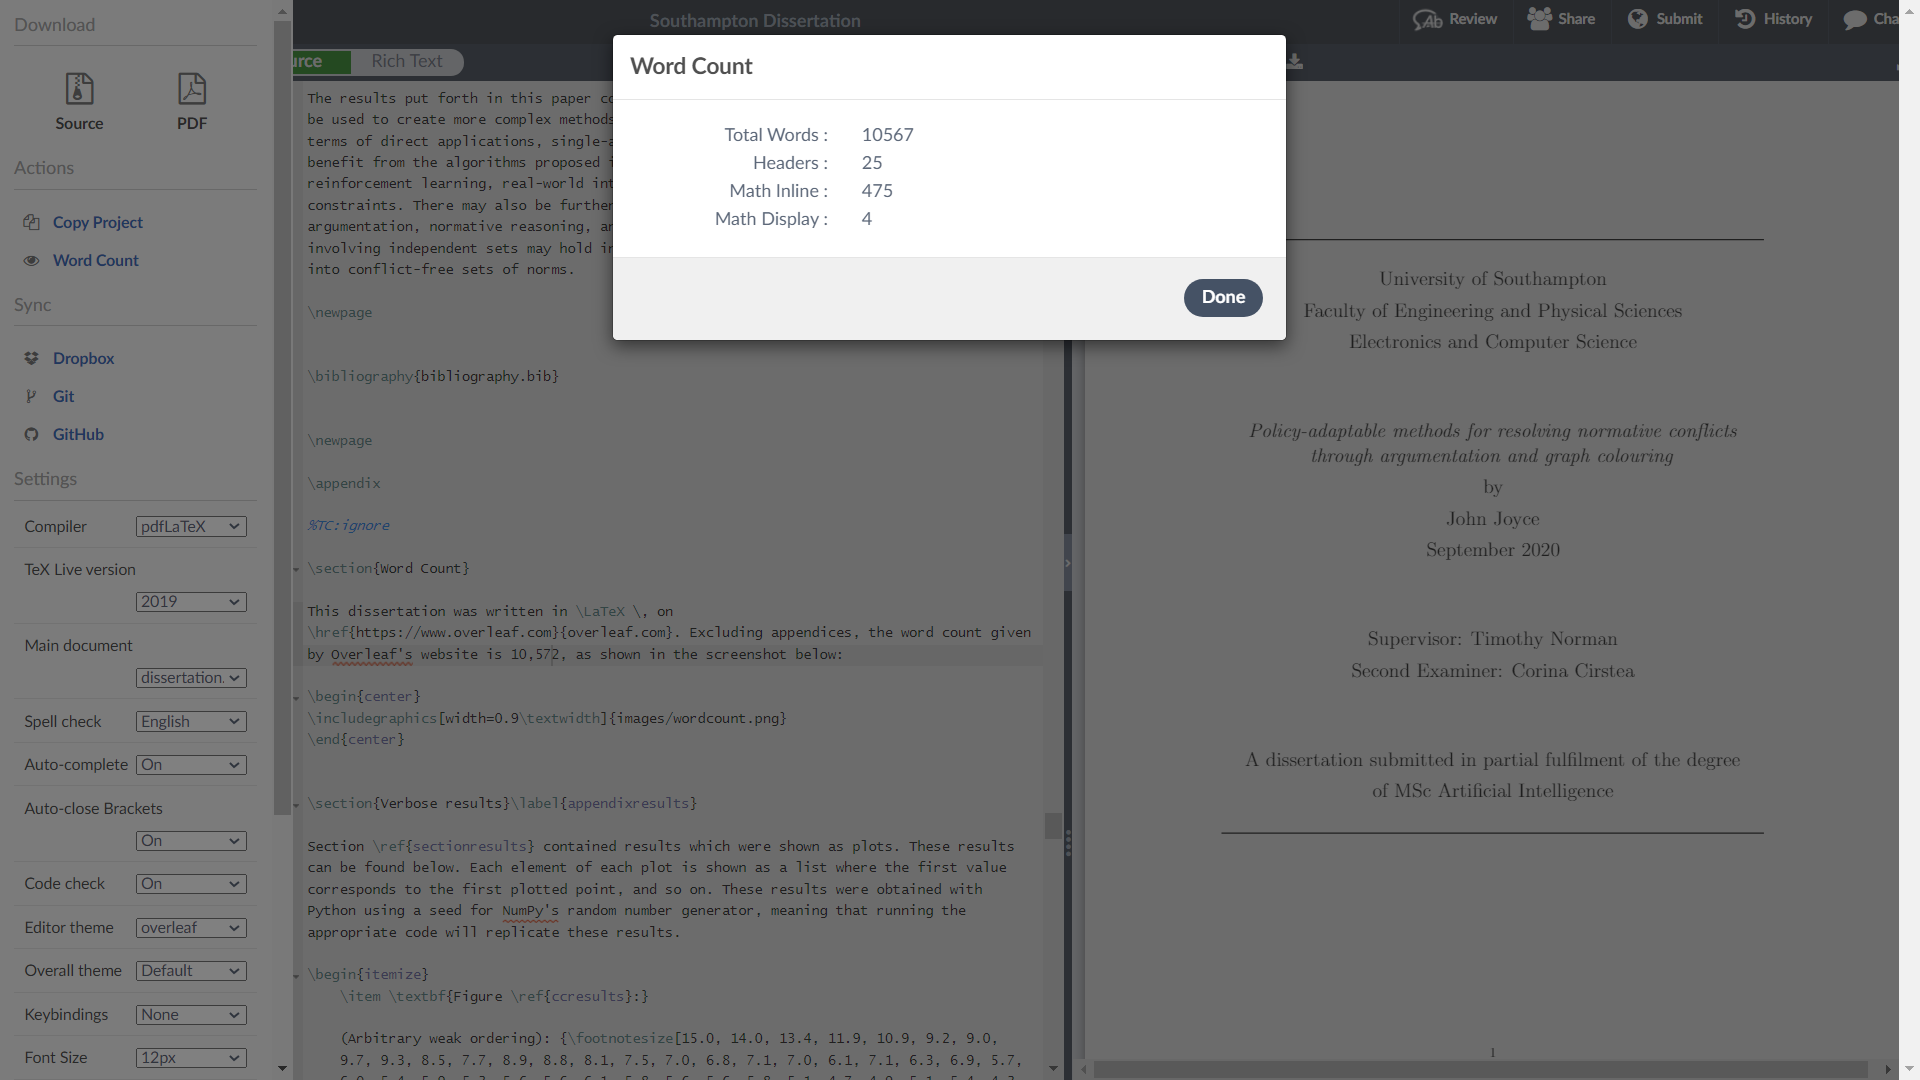 Download
Source
PDF
Actions
Copy Project
Word Count
Sync
Dropbox
Git
GitHub
Settings
Compiler pdfLaTeX
TeX Live version
2019
Main document
dissertation.
Spell check English
Auto-complete On
Auto-close Brackets
On
Code check On
Editor theme overleaf
Overall theme Default
Keybindings None
Font Size 12px
Southampton Dissertation
Review
Share
Submit
History
Cha
urce
Rich Text
The results put forth in this paper co
be used to create more complex methods
terms of direct applications, single-a
benefit from the algorithms proposed i
reinforcement learning, real-world int
constraints. There may also be further
argumentation, normative reasoning, an
involving independent sets may hold in
into conflict-free sets of norms.
\newpage
\bibliography{bibliography.bib}
\newpage
\appendix
%TC:ignore
\section{Word Count}
This dissertation was written in \LaTeX \, on
\href{https://www.overleaf.com}{overleaf.com}. Excluding appendices, the word count given
by Overleaf's website is 10,572, as shown in the screenshot below:
\begin{center}
\includegraphics[width=0.9\textwidth]{images/wordcount.png}
\end{center}
\section{Verbose results}\label{appendixresults}
Section \ref{sectionresults} contained results which were shown as plots. These results
can be found below. Each element of each plot is shown as a list where the first value
corresponds to the first plotted point, and so on. These results were obtained with
Python using a seed for NumPy's random number generator, meaning that running the
appropriate code will replicate these results.
\begin{itemize}
\item \textbf{Figure \ref{ccresults}:}
(Arbitrary weak ordering): {\footnotesize[15.0, 14.0, 13.4, 11.9, 10.9, 9.2, 9.0,
9.7, 9.3, 8.5, 7.7, 8.9, 8.8, 8.1, 7.5, 7.0, 6.8, 7.1, 7.0, 6.1, 7.1, 6.3, 6.9, 5.7,
Word Count
Total Words : 10567
Headers : 25
Math Inline : 475
Math Display : 4
Done
University of Southampton
Faculty of Engineering and Physical Sciences
Electronics and Computer Science
Policy-adaptable methods for resolving normative conflicts
through argumentation and graph colouring
by
John Joyce
September 2020
Supervisor: Timothy Norman
Second Examiner: Corina Cirstea
A dissertation submitted in partial fulfilment of the degree
of MSc Artificial Intelligence
1